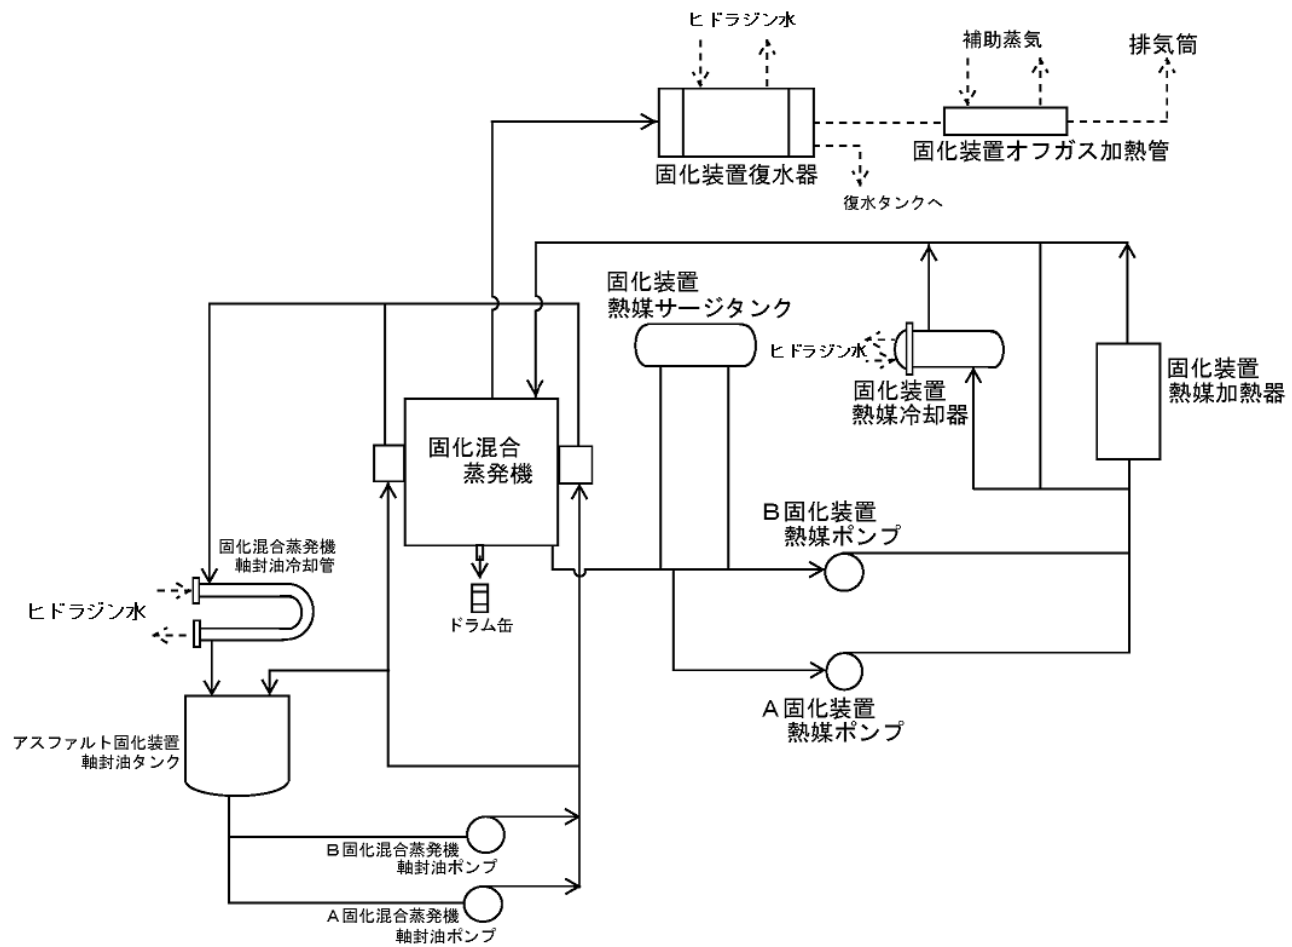 ヒドラジン水
補助蒸気
排気筒
固化装置オフガス加熱管
固化装置復水器
復水タンクへ
固化装置
熱媒サージタンク
ヒドラジン水
固化装置
熱媒冷却器
固化装置
熱媒加熱器
固化混合
蒸発機
B固化装置
熱媒ポンプ
固化混合蒸発機
軸封油冷却管
ヒドラジン水
ドラム缶
A固化装置
熱媒ポンプ
アスファルト固化装置
軸封油タンク
B固化混合蒸発機
軸封油ポンプ
A固化混合蒸発機
軸封油ポンプ